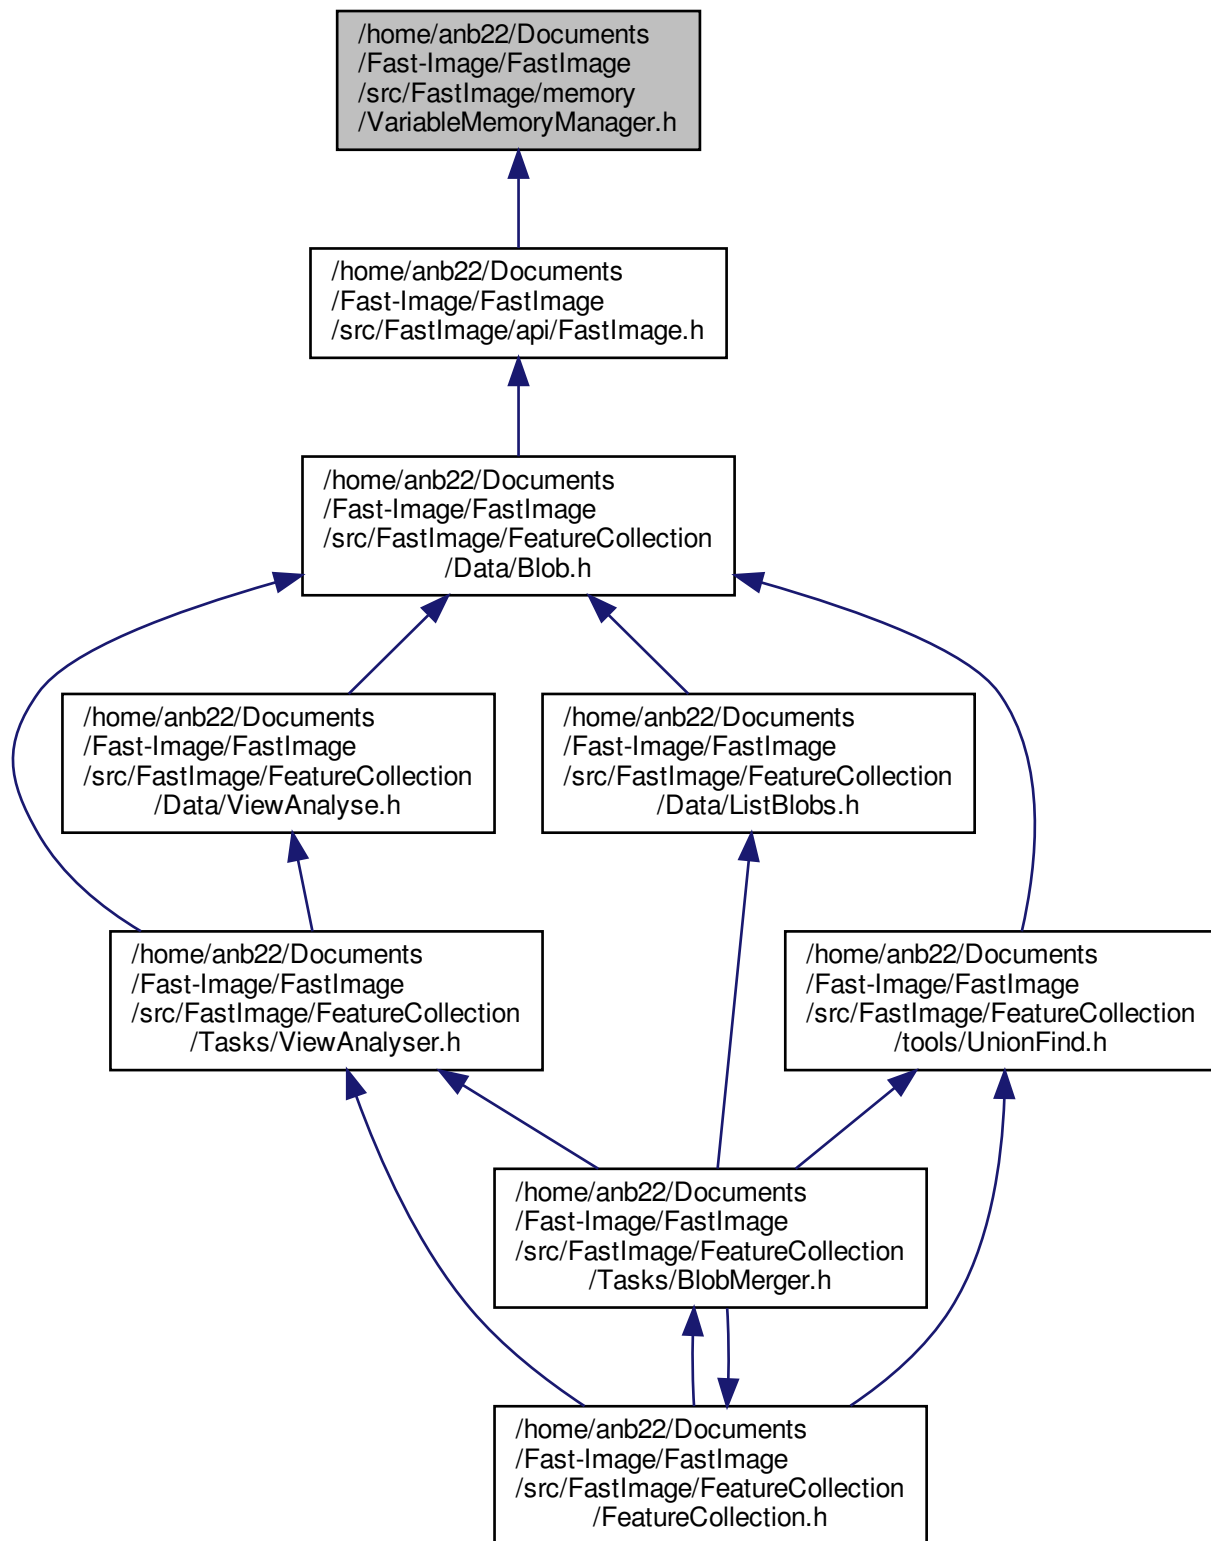 /home/anb22/Documents
/Fast-Image/FastImage
/src/FastImage/memory
/VariableMemoryManager.h
/home/anb22/Documents
/Fast-Image/FastImage
/src/FastImage/api/FastImage.h
/home/anb22/Documents
/Fast-Image/FastImage
/src/FastImage/FeatureCollection
/Data/Blob.h
/home/anb22/Documents
/Fast-Image/FastImage
/src/FastImage/FeatureCollection
/Data/ViewAnalyse.h
/home/anb22/Documents
/Fast-Image/FastImage
/src/FastImage/FeatureCollection
/Data/ListBlobs.h
/home/anb22/Documents
/Fast-Image/FastImage
/src/FastImage/FeatureCollection
/Tasks/ViewAnalyser.h
/home/anb22/Documents
/Fast-Image/FastImage
/src/FastImage/FeatureCollection
/tools/UnionFind.h
/home/anb22/Documents
/Fast-Image/FastImage
/src/FastImage/FeatureCollection
/Tasks/BlobMerger.h
/home/anb22/Documents
/Fast-Image/FastImage
/src/FastImage/FeatureCollection
/FeatureCollection.h